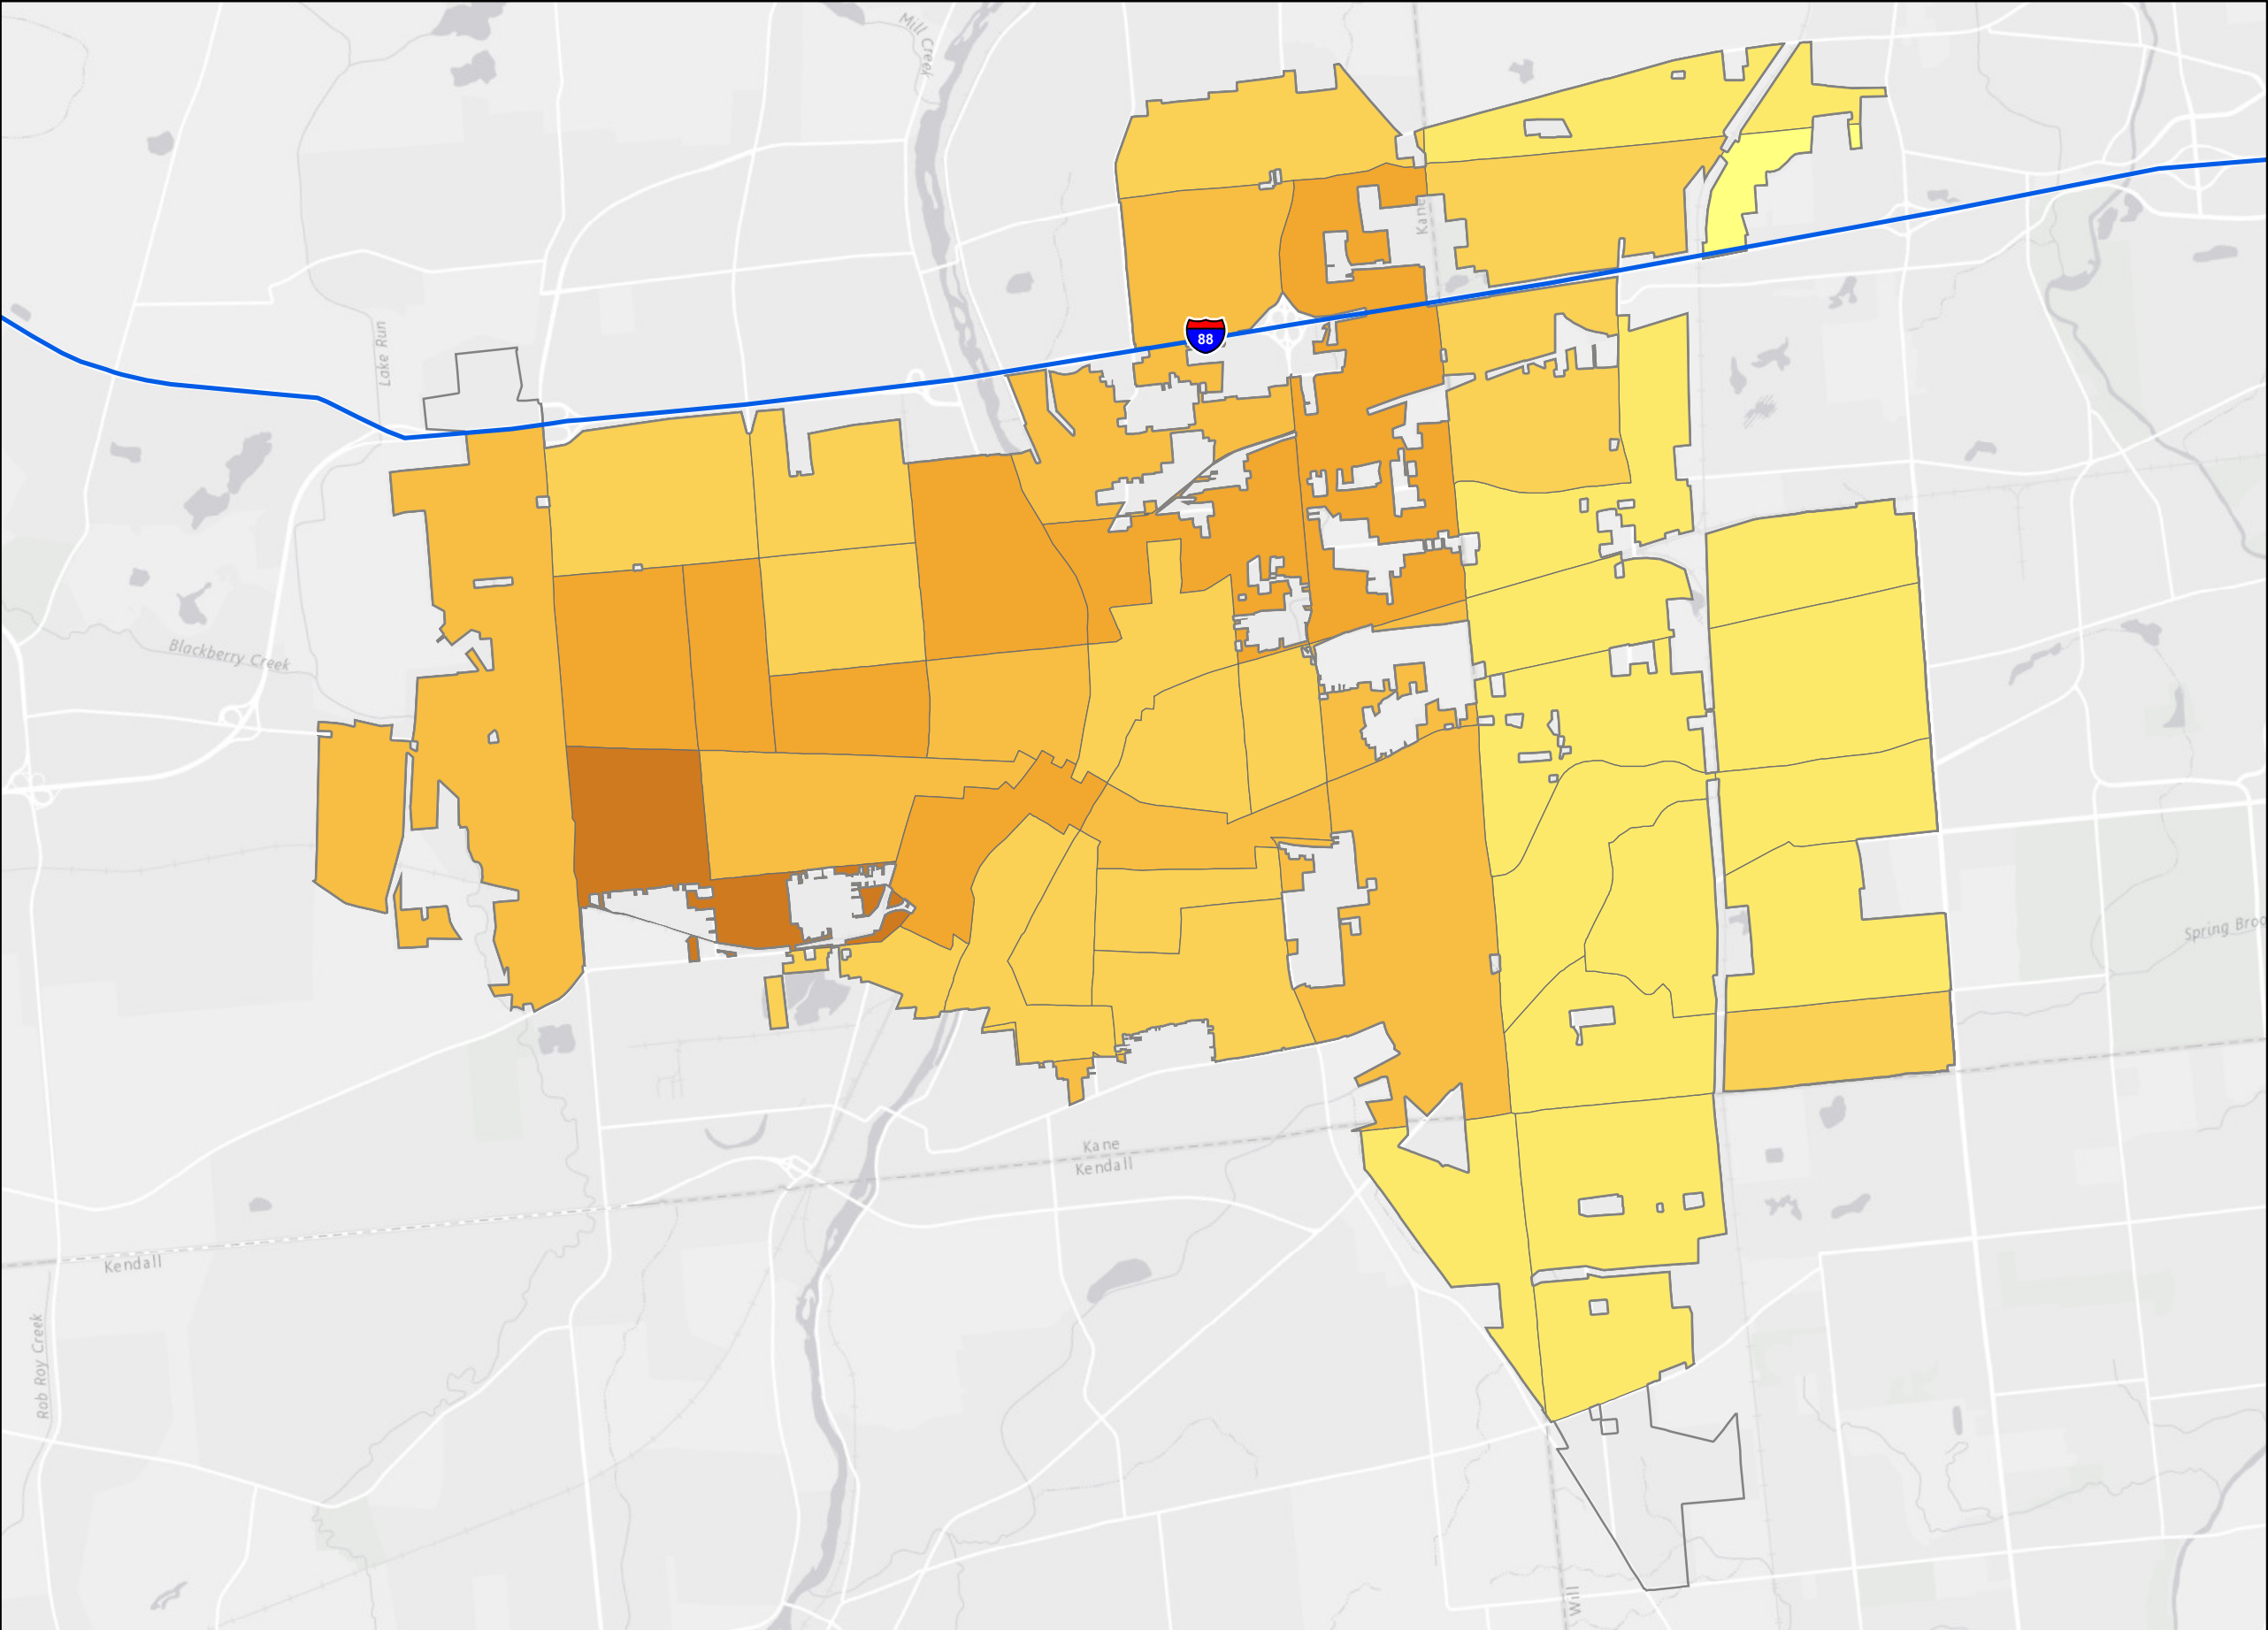 Mill Creek
Kane
88
Lake Run
Blackberry Creek
Spring Broo
Kane
Kendall
Kendall
Rob Roy Creek
Will